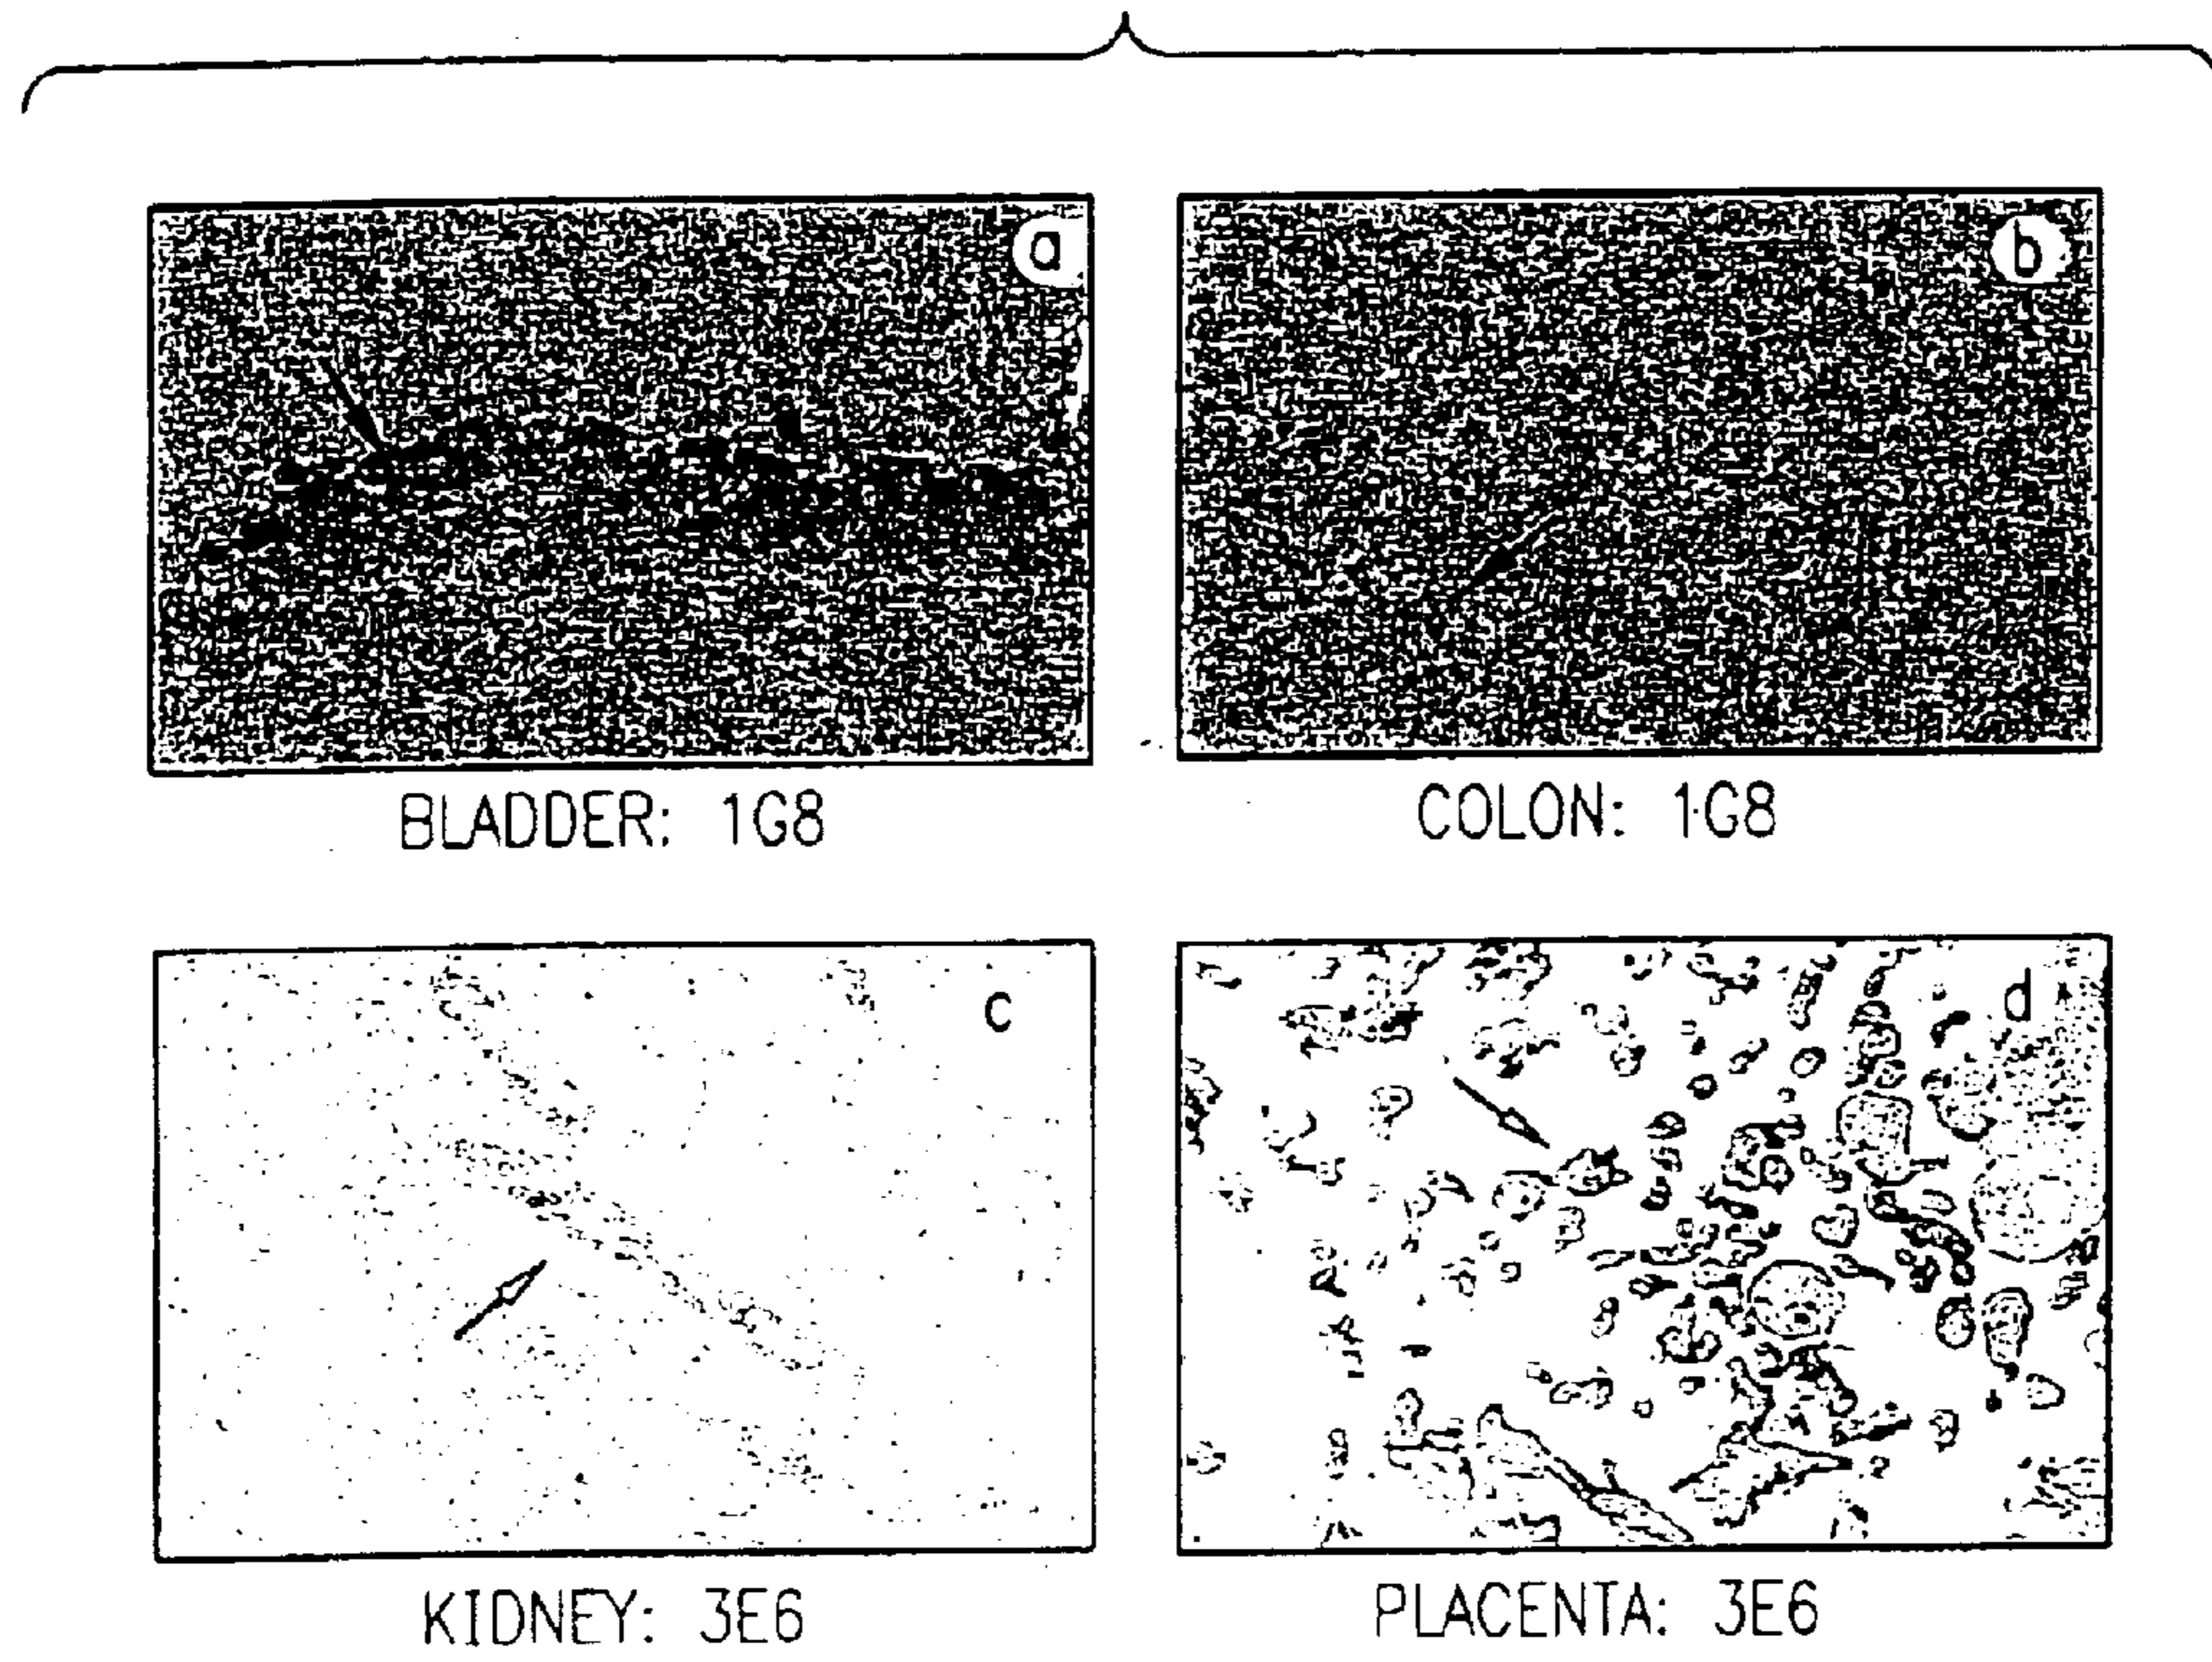 a
b
BLADDER: 1G8
COLON: 1G8
c
d
KIDNEY: 3E6
PLACENTA: 3E6